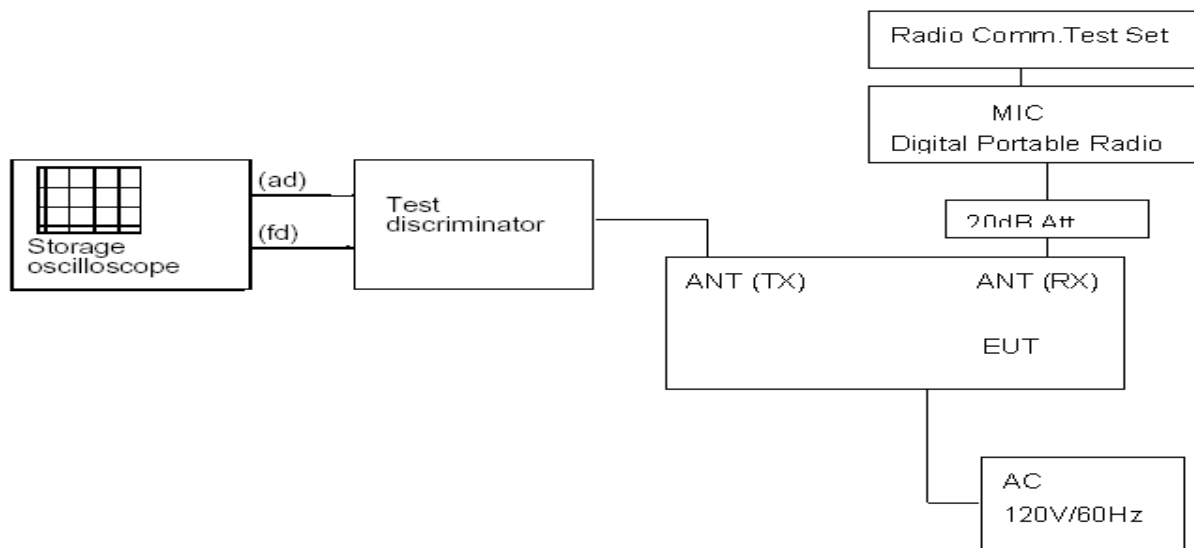 Radio Comm.Test Set
MIC
Digital Portable Radio
(ad)
(fd)
Storage
oscilloscope
Test
discriminator
20dB Att
ANT (TX)
ANT (RX)
EUT
AC
120V/60Hz